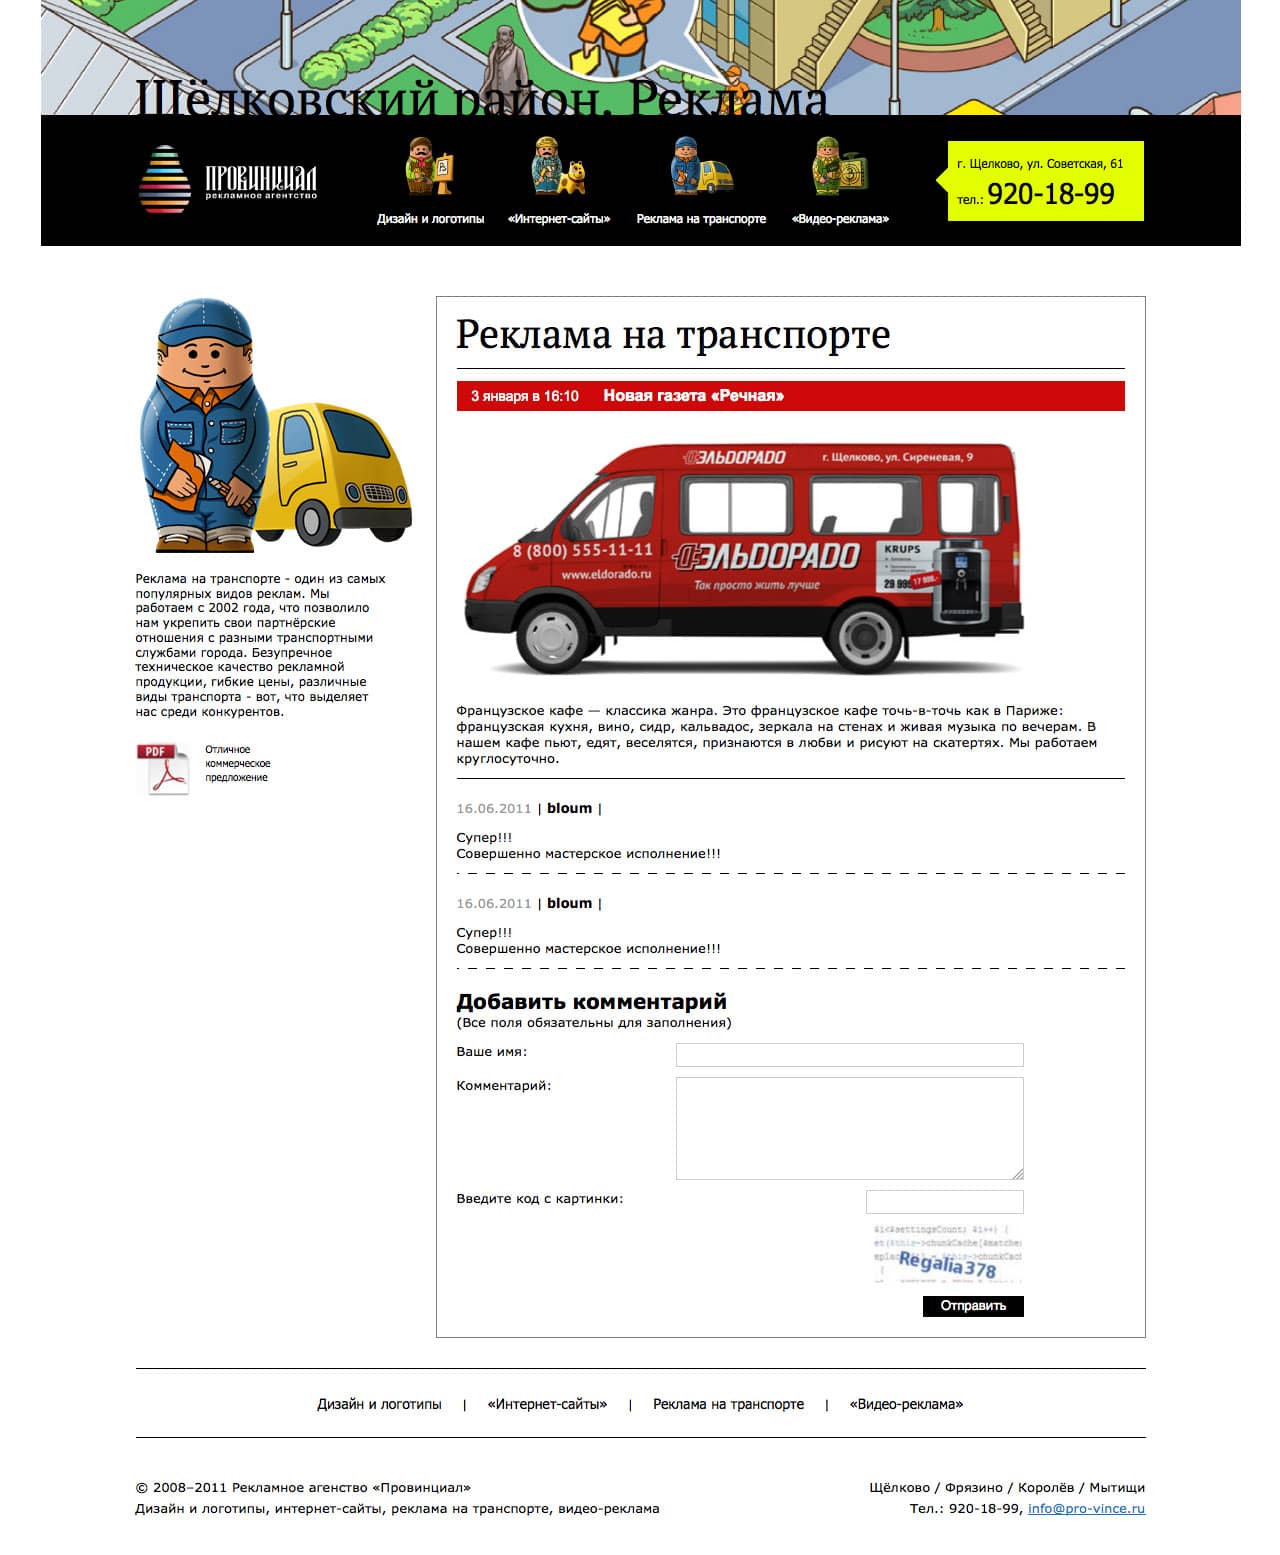 Щёлковский район. Реклама
ПРОВИНЦИАЛ
рекламное агентство
Дизайн и логотипы
«Интернет-сайты»
Реклама на транспорте
«Видео-реклама»
г. Щелково, ул. Советская, 61
тел.: 920-18-99
Реклама на транспорте
3 января в 16:10 Новая газета «Речная»
ЭЛЬDОРАDО г. Щелково, ул. Сиреневая, 9
8 (800) 555-11-11
ЭЛЬDОРАDО
www.eldorado.ru
Так просто жить лучше
KRUPS
29 999
17 999.-
Реклама на транспорте - один из самых
популярных видов реклам. Мы
работаем с 2002 года, что позволило
нам укрепить свои партнёрские
отношения с разными транспортными
службами города. Безупречное
техническое качество рекламной
продукции, гибкие цены, различные
виды транспорта - вот, что выделяет
нас среди конкурентов.
PDF
Отличное
коммерческое
предложение
Французское кафе — классика жанра. Это французское кафе точь-в-точь как в Париже:
французская кухня, вино, сидр, кальвадос, зеркала на стенах и живая музыка по вечерам. В
нашем кафе пьют, едят, веселятся, признаются в любви и рисуют на скатертях. Мы работаем
круглосуточно.
16.06.2011 | bloum |
Супер!!!
Совершенно мастерское исполнение!!!
16.06.2011 | bloum |
Супер!!!
Совершенно мастерское исполнение!!!
Добавить комментарий
(Все поля обязательны для заполнения)
Ваше имя:
Комментарий:
Введите код с картинки:
&i<&settingsCount; &i++) {
et(&this->chunkCache[&matches
Regalia378
Отправить
Дизайн и логотипы | «Интернет-сайты» | Реклама на транспорте | «Видео-реклама»
© 2008–2011 Рекламное агенство «Провинциал»
Дизайн и логотипы, интернет-сайты, реклама на транспорте, видео-реклама
Щёлково / Фрязино / Королёв / Мытищи
Тел.: 920-18-99, info@pro-vince.ru